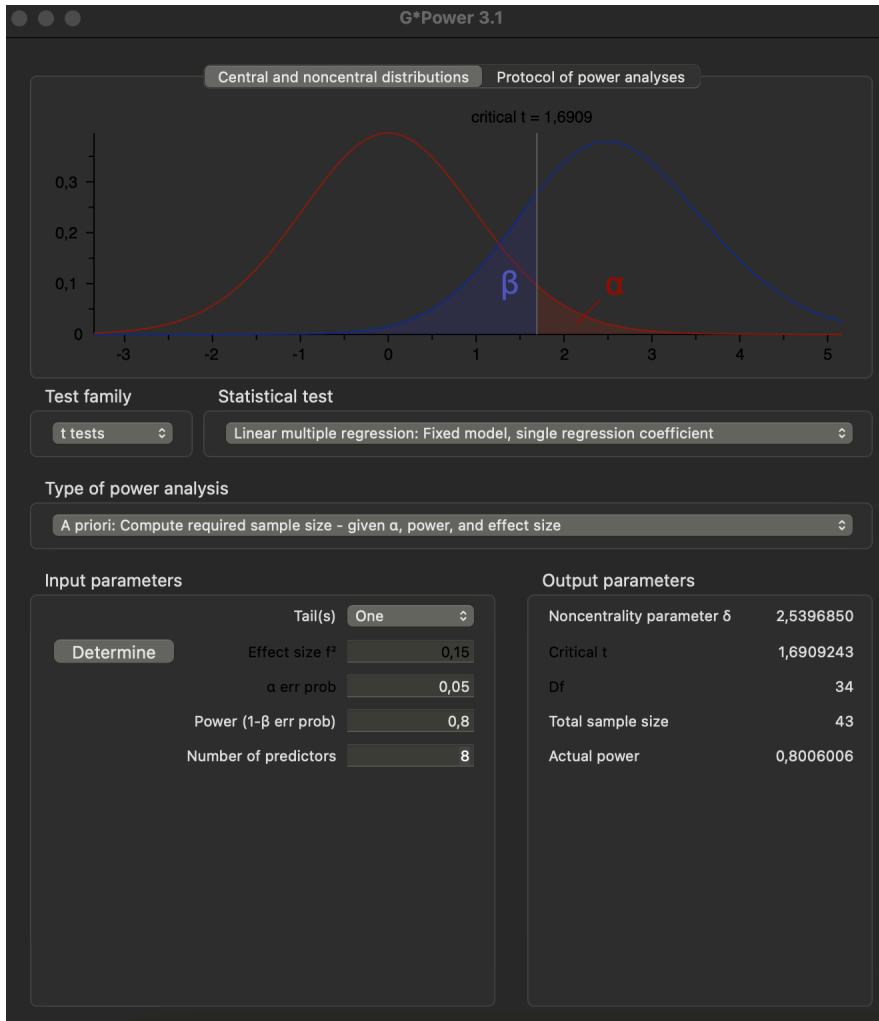 G*Power 3.1
Central and noncentral distributions Protocol of power analyses
critical t = 1,6909
0,3
0,2
0,1
0
β
α
-3 -2 -1 0 1 2 3 4 5
Test family Statistical test
t tests Linear multiple regression: Fixed model, single regression coefficient
Type of power analysis
A priori: Compute required sample size - given α, power, and effect size
Input parameters Output parameters
Tail(s) One Noncentrality parameter δ 2,5396850
Determine Effect size f² 0,15 Critical t 1,6909243
α err prob 0,05 Df 34
Power (1-β err prob) 0,8 Total sample size 43
Number of predictors 8 Actual power 0,8006006